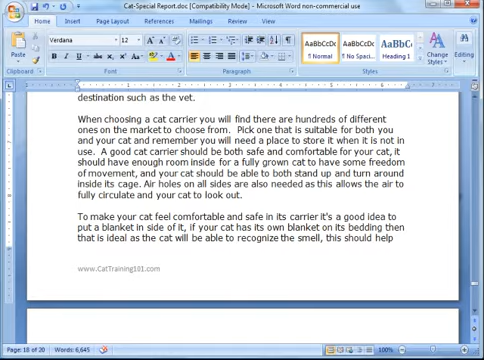 Cat-Special Report.doc [Compatibility Mode] - Microsoft Word non-commercial use
Home Insert Page Layout References Mailings Review View
Paste
Verdana 12
AaBbCcDc AaBbCcDc AaBbC
¶ Normal ¶ No Spaci... Heading 1
Change Styles
Editing
Clipboard Font Paragraph Styles
destination such as the vet.
When choosing a cat carrier you will find there are hundreds of different
ones on the market to choose from. Pick one that is suitable for both you
and your cat and remember you will need a place to store it when it is not in
use. A good cat carrier should be both safe and comfortable for your cat, it
should have enough room inside for a fully grown cat to have some freedom
of movement, and your cat should be able to both stand up and turn around
inside its cage. Air holes on all sides are also needed as this allows the air to
fully circulate and your cat to look out.
To make your cat feel comfortable and safe in its carrier it's a good idea to
put a blanket in side of it, if your cat has its own blanket on its bedding then
that is ideal as the cat will be able to recognize the smell, this should help
www.CatTraining101.com
Page: 18 of 20 Words: 6,645 100%